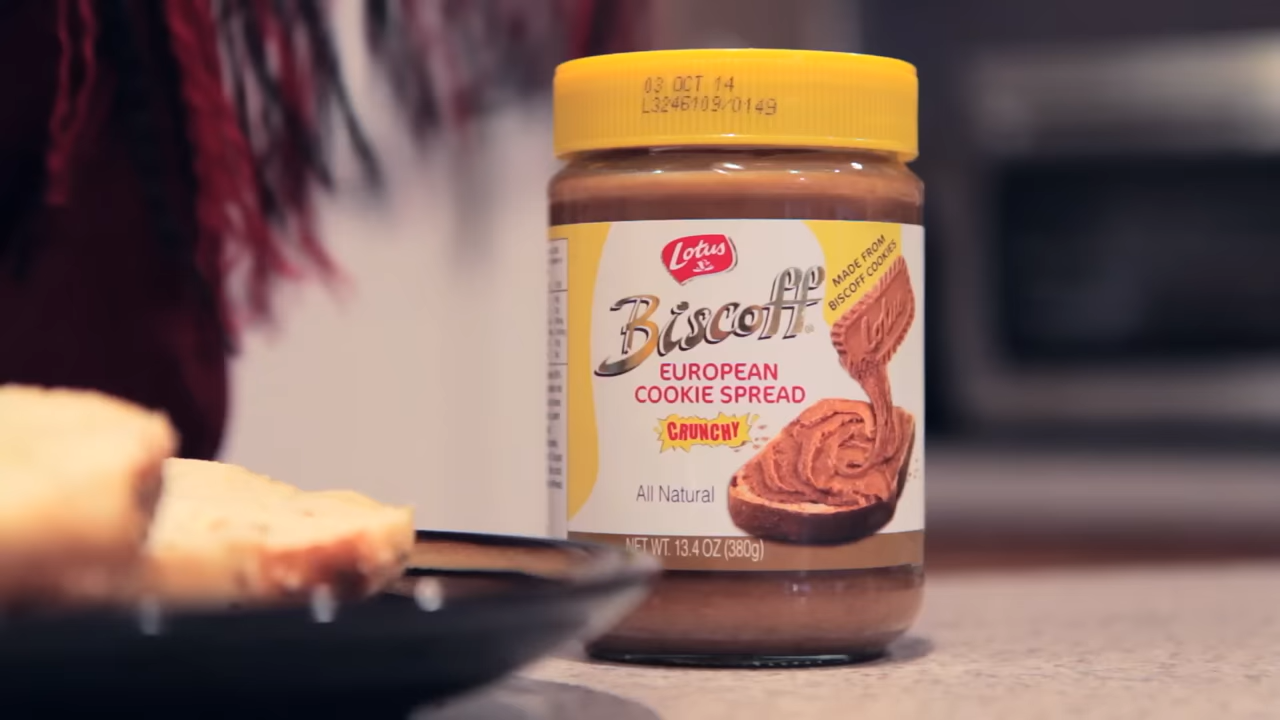 03 OCT 14
L3246109/0149
Lotus
Biscoff
MADE FROM
BISCOFF COOKIES
Lotus
EUROPEAN
COOKIE SPREAD
CRUNCHY
All Natural
NET WT. 13.4 OZ (380g)